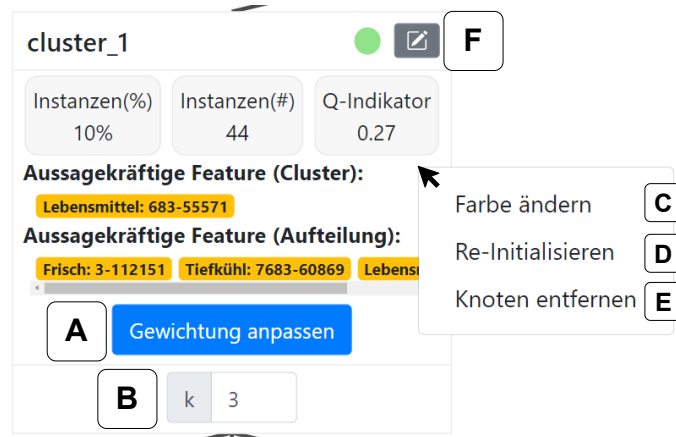 cluster_1
F
Instanzen(%) Instanzen(#) Q-Indikator
10% 44 0.27
Aussagekräftige Feature (Cluster):
Lebensmittel: 683-55571
Aussagekräftige Feature (Aufteilung):
Frisch: 3-112151 Tiefkühl: 7683-60869
Farbe ändern C
Re-Initialisieren D
Knoten entfernen E
A Gewichtung anpassen
B k 3